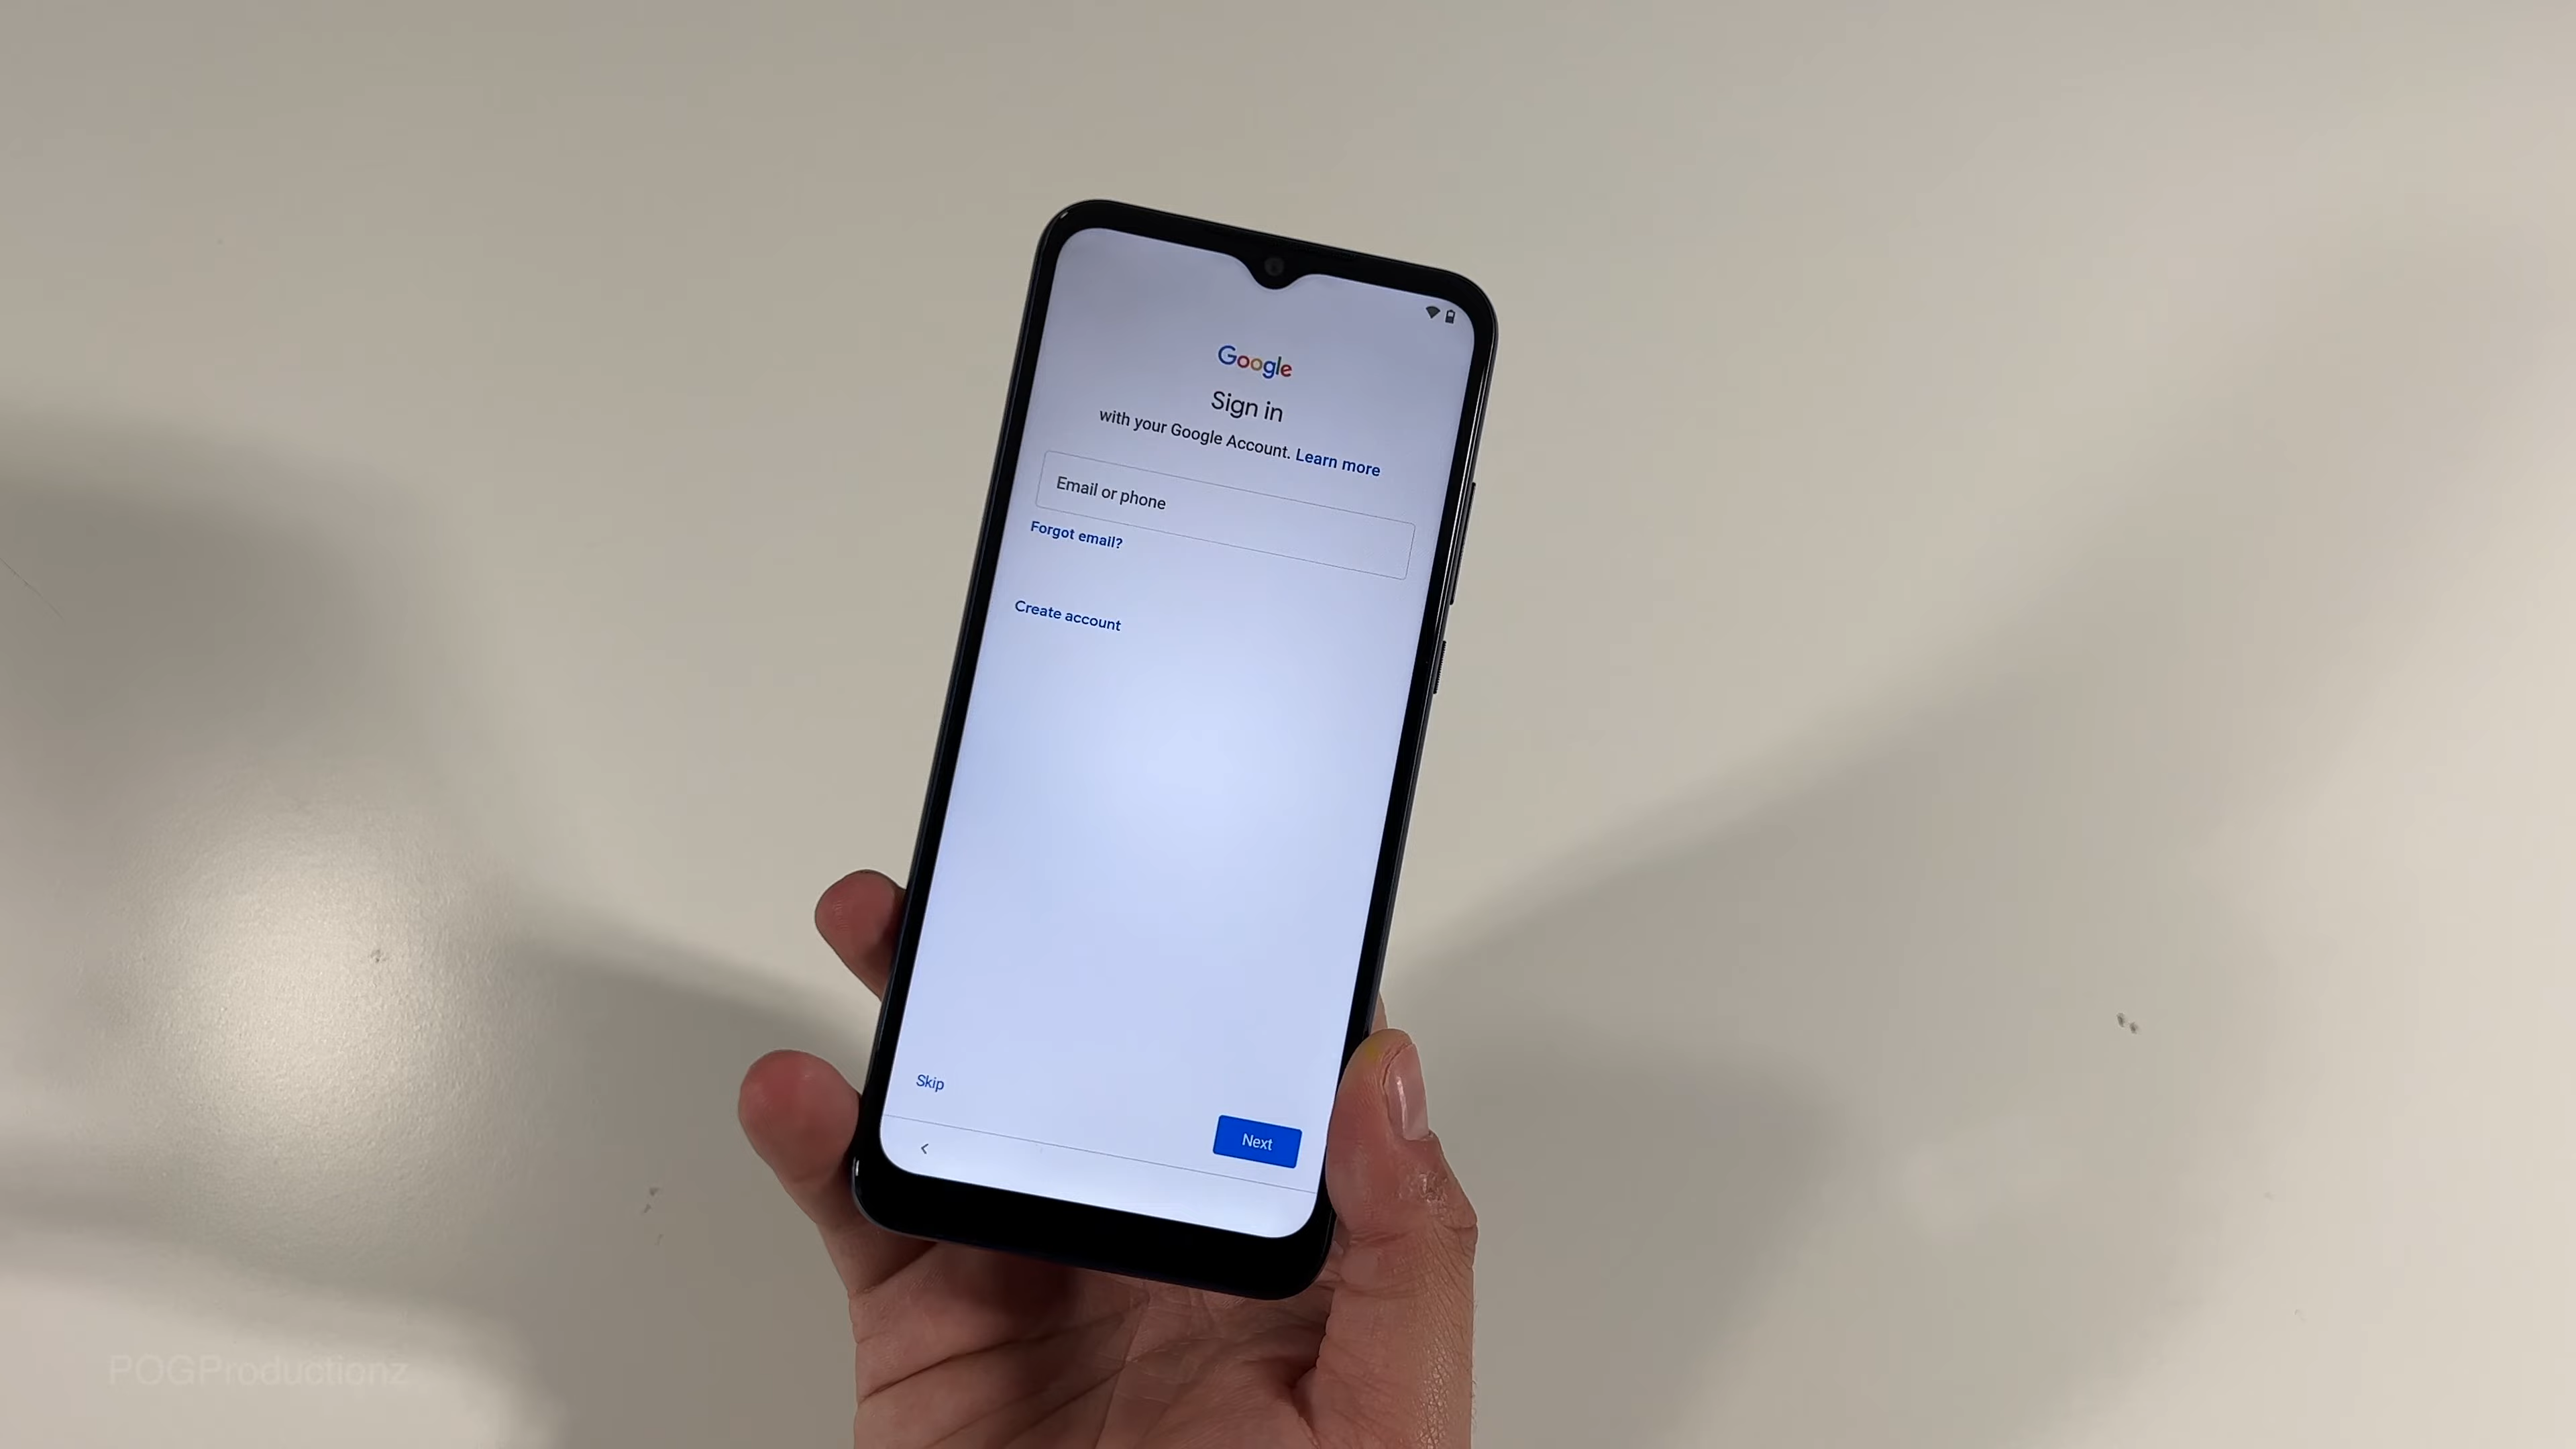 Google
Sign in
with your Google Account. Learn more
Email or phone
Forgot email?
Create account
Skip
Next
POGProductionz